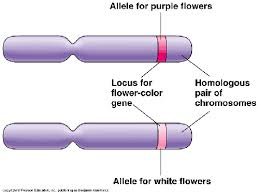 Allele for purple flowers
Locus for
flower-color
gene
Homologous
pair of
chromosomes
Allele for white flowers